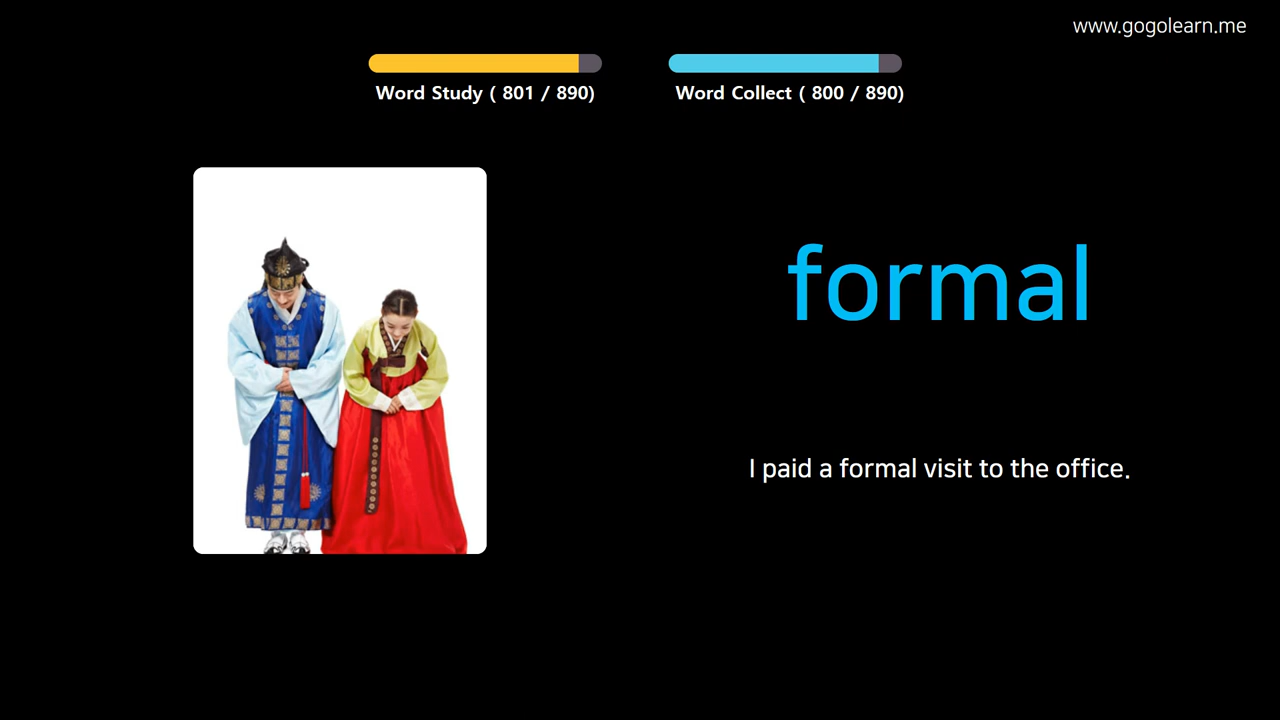 www.gogolearn.me
Word Study ( 801 / 890)
Word Collect ( 800 / 890)
formal
I paid a formal visit to the office.